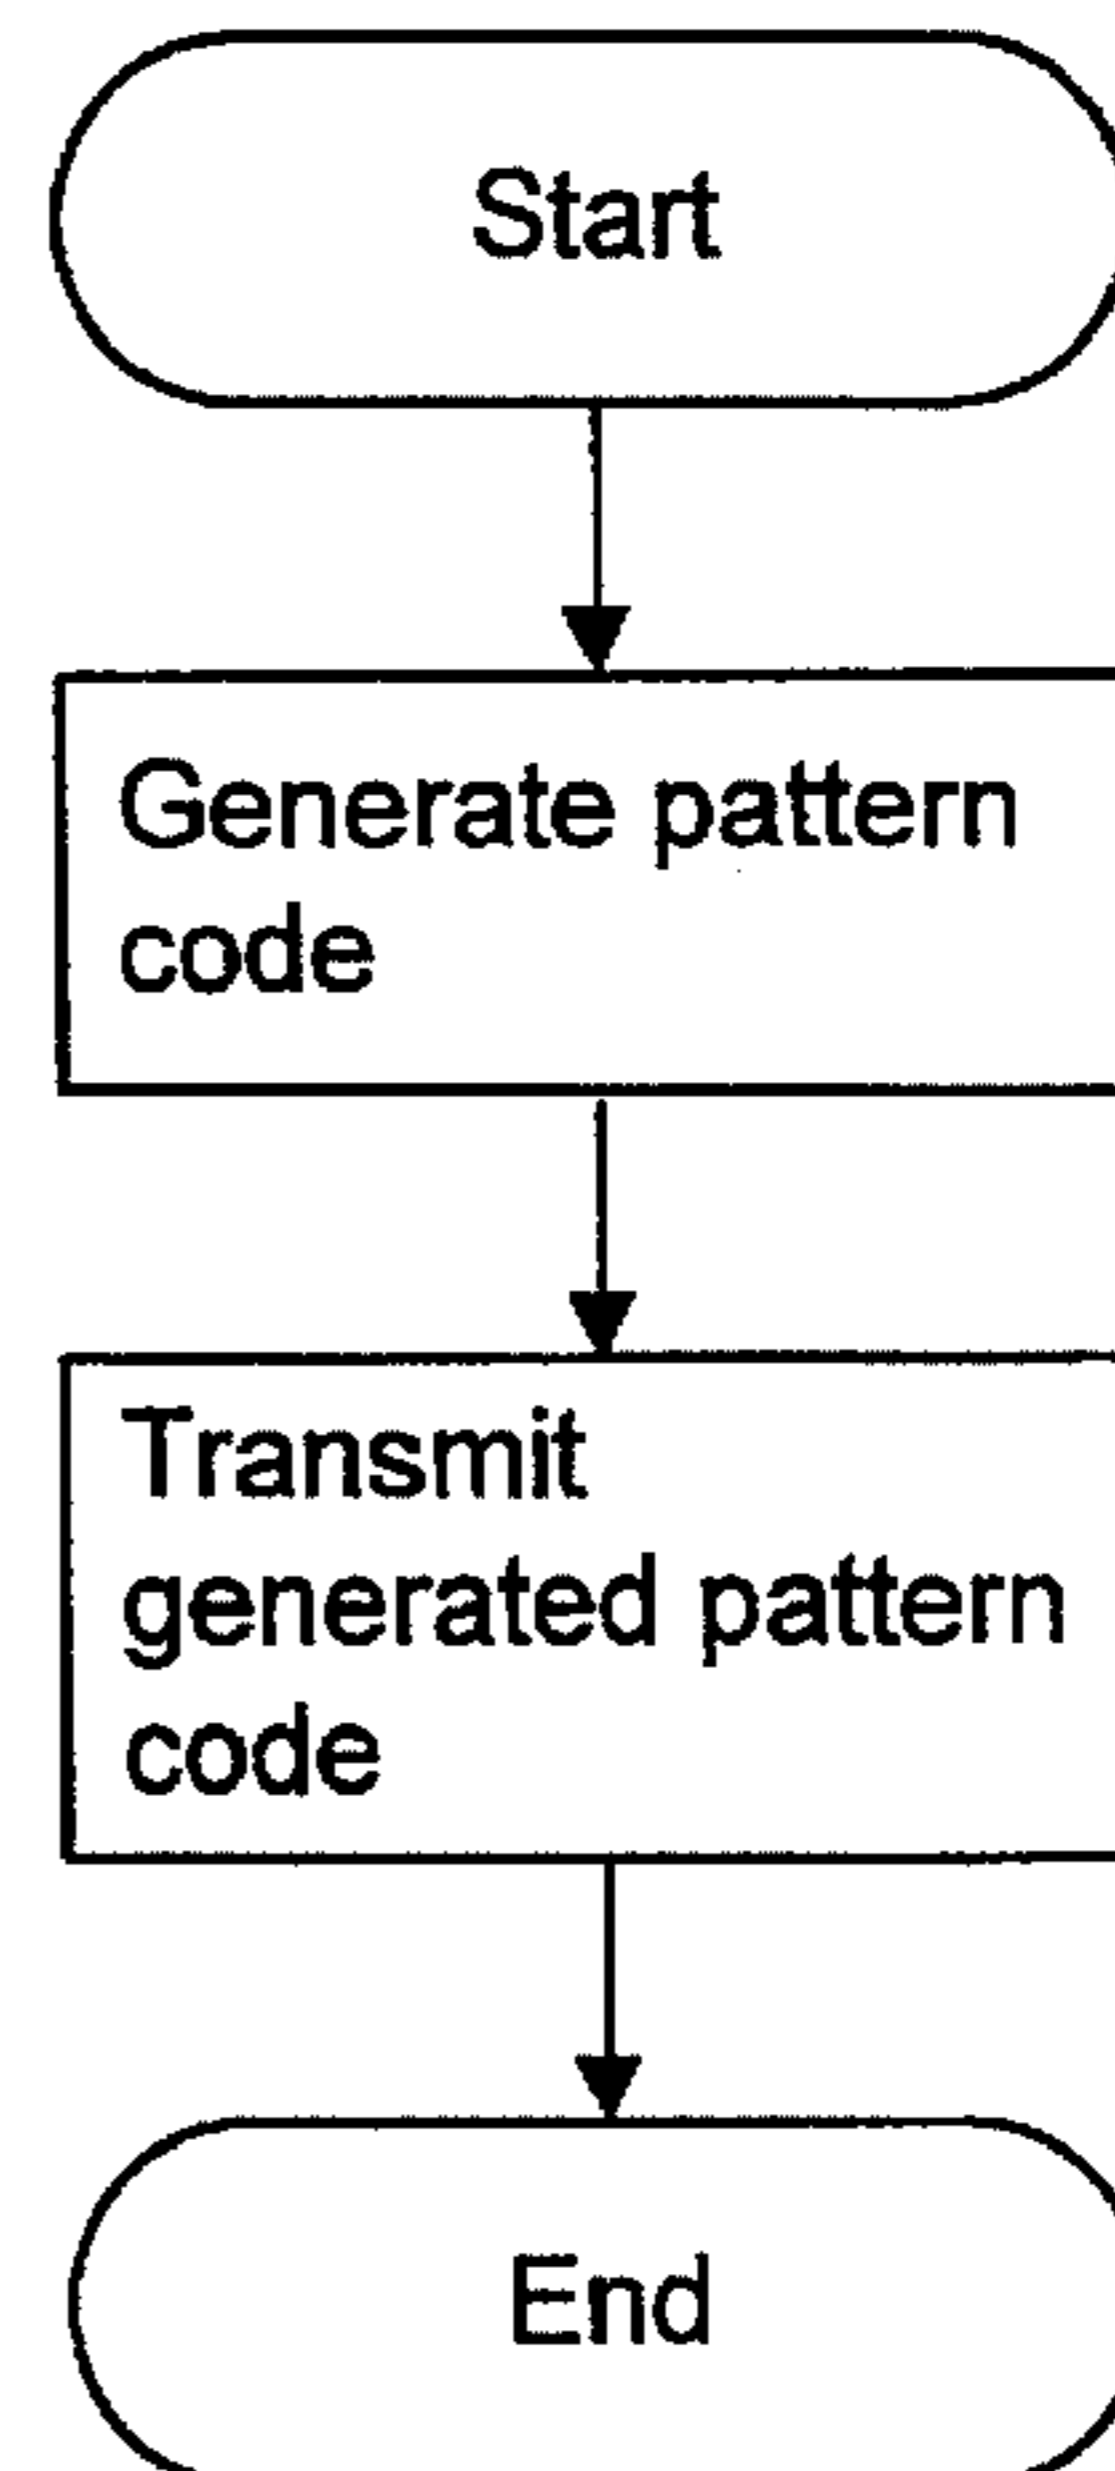 Start
Generate pattern
code
Transmit
generated pattern
code
End